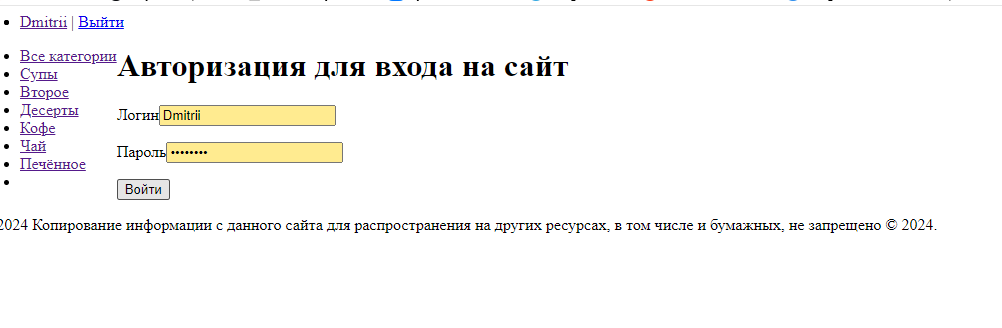 Dmitrii | Выйти
Все категории
Супы
Второе
Десерты
Кофе
Чай
Печённое
Авторизация для входа на сайт
Логин Dmitrii
Пароль ••••••••
Войти
2024 Копирование информации с данного сайта для распространения на других ресурсах, в том числе и бумажных, не запрещено © 2024.